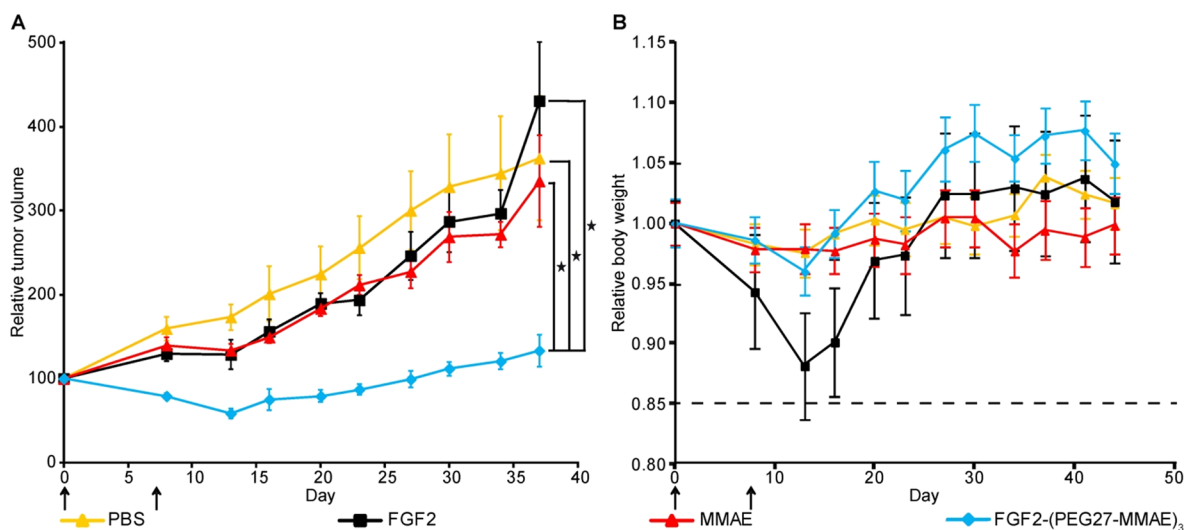 A
B
Relative tumor volume
500
400
300
200
100
0
0 5 10 15 20 25 30 35 40
Day
Relative body weight
1.15
1.10
1.05
1.00
0.95
0.90
0.85
0.80
0 10 20 30 40 50
Day
PBS FGF2 MMAE FGF2-(PEG27-MMAE)₃